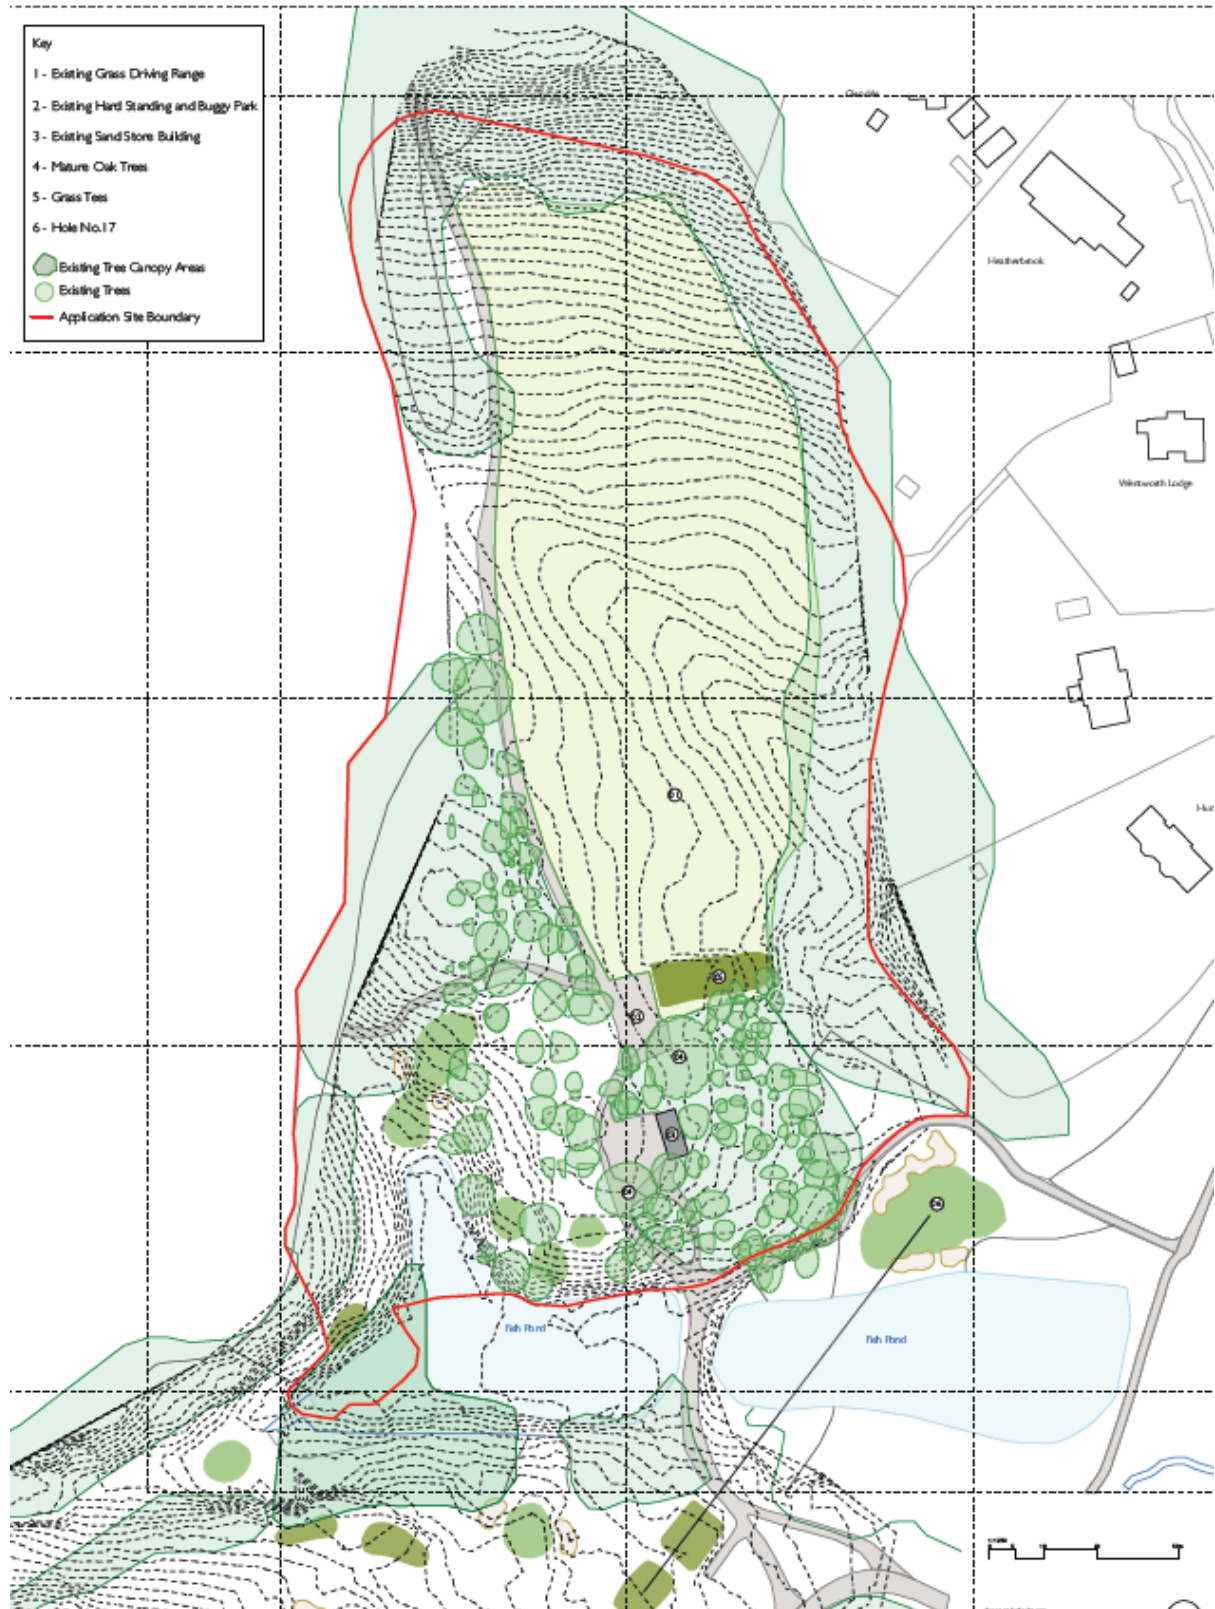 Key
1 - Existing Grass Driving Range
2 - Existing Hard Standing and Buggy Park
3 - Existing Sand Store Building
4 - Mature Oak Trees
5 - Grass Tees
6 - Hole No.17
Existing Tree Canopy Areas
Existing Trees
Application Site Boundary
Heatherbrook
Wentworth Lodge
Fish Pond
Fish Pond